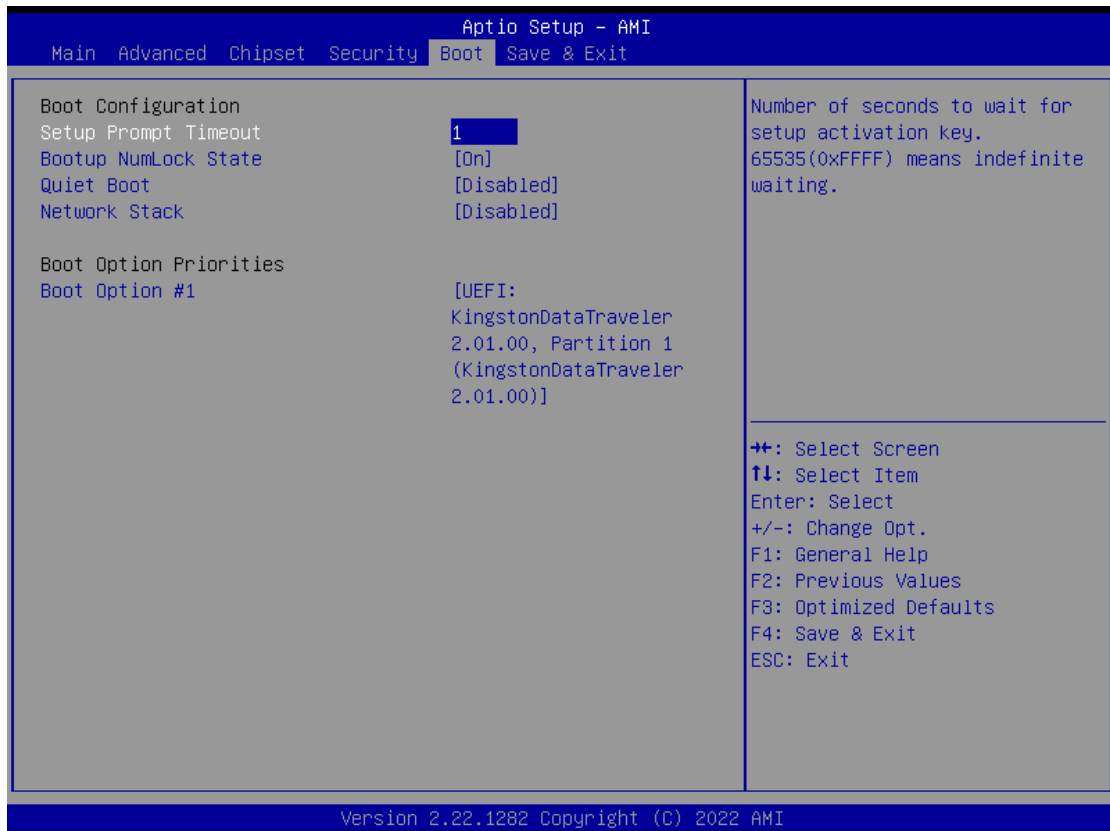 Aptio Setup – AMI
Main Advanced Chipset Security Boot Save & Exit
Boot Configuration
Setup Prompt Timeout 1
Bootup NumLock State [On]
Quiet Boot [Disabled]
Network Stack [Disabled]
Boot Option Priorities
Boot Option #1 [UEFI:
KingstonDataTraveler
2.01.00, Partition 1
(KingstonDataTraveler
2.01.00)]
Number of seconds to wait for
setup activation key.
65535(0xFFFF) means indefinite
waiting.
→←: Select Screen
↑↓: Select Item
Enter: Select
+/-: Change Opt.
F1: General Help
F2: Previous Values
F3: Optimized Defaults
F4: Save & Exit
ESC: Exit
Version 2.22.1282 Copyright (C) 2022 AMI